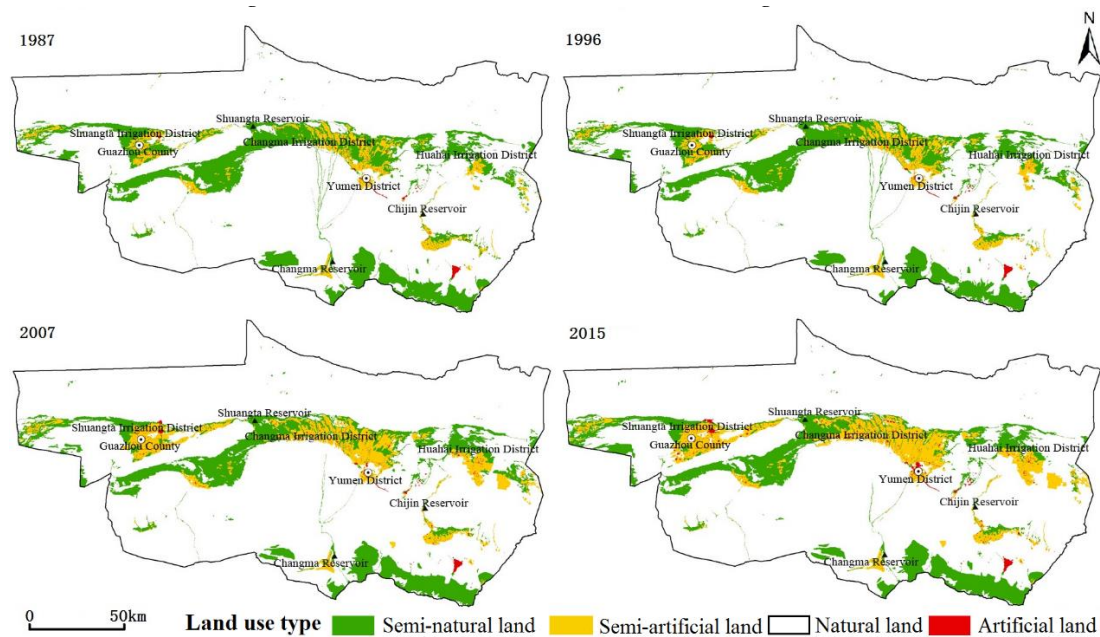 1987
Shuangta Reservoir
Shuangta Irrigation District
Guazhou County
Changma Irrigation District
Huahai Irrigation District
Yumen District
Chijin Reservoir
Changma Reservoir
1996
N
Shuangta Reservoir
Shuangta Irrigation District
Guazhou County
Changma Irrigation District
Huahai Irrigation District
Yumen District
Chijin Reservoir
Changma Reservoir
2007
Shuangta Reservoir
Shuangta Irrigation District
Guazhou County
Changma Irrigation District
Huahai Irrigation District
Yumen District
Chijin Reservoir
Changma Reservoir
2015
Shuangta Reservoir
Shuangta Irrigation District
Guazhou County
Changma Irrigation District
Huahai Irrigation District
Yumen District
Chijin Reservoir
Changma Reservoir
0 50km
Land use type Semi-natural land Semi-artificial land Natural land Artificial land